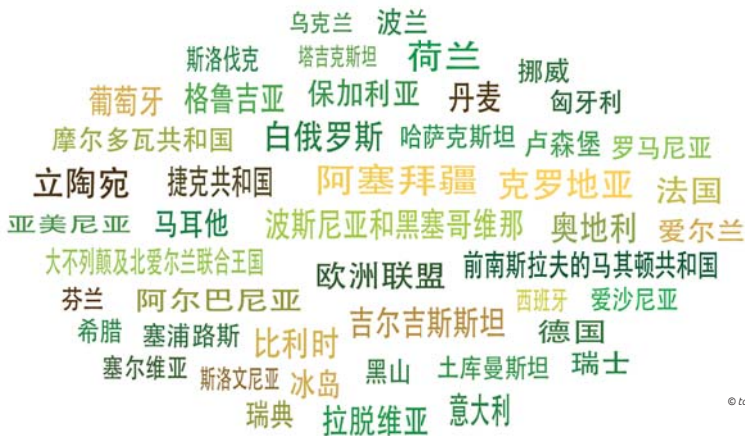 乌克兰 波兰
斯洛伐克 塔吉克斯坦 荷兰 挪威
葡萄牙 格鲁吉亚 保加利亚 丹麦 匈牙利
摩尔多瓦共和国 白俄罗斯 哈萨克斯坦 卢森堡 罗马尼亚
立陶宛 捷克共和国 阿塞拜疆 克罗地亚 法国
亚美尼亚 马耳他 波斯尼亚和黑塞哥维那 奥地利 爱尔兰
大不列颠及北爱尔兰联合王国 欧洲联盟 前南斯拉夫的马其顿共和国
芬兰 阿尔巴尼亚 西班牙 爱沙尼亚
希腊 塞浦路斯 比利时 吉尔吉斯斯坦 德国
塞尔维亚 斯洛文尼亚 冰岛 黑山 土库曼斯坦 瑞士
瑞典 拉脱维亚 意大利